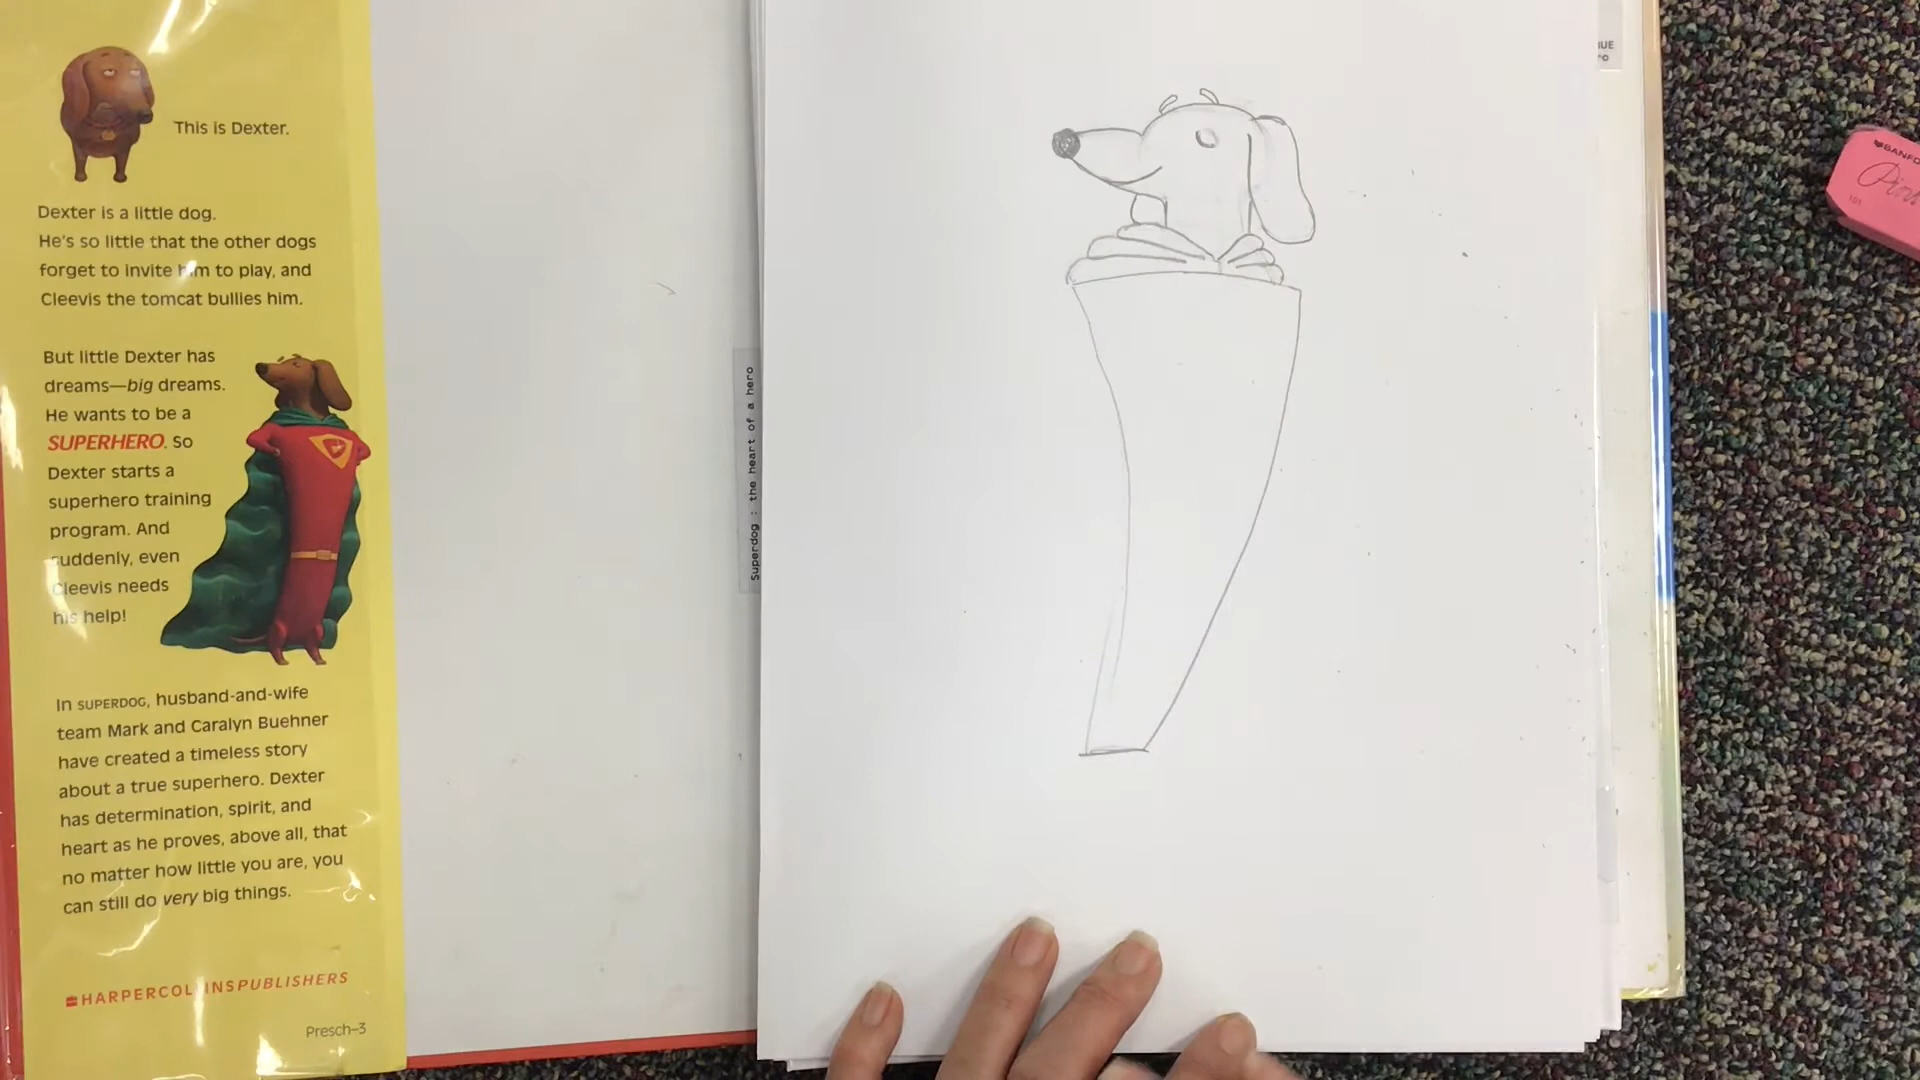 This is Dexter.
Dexter is a little dog.
He's so little that the other dogs
forget to invite him to play, and
Cleevis the tomcat bullies him.
But little Dexter has
dreams—big dreams.
He wants to be a
SUPERHERO. So
Dexter starts a
superhero training
program. And
suddenly, even
Cleevis needs
his help!
In SUPERDOG, husband-and-wife
team Mark and Caralyn Buehner
have created a timeless story
about a true superhero. Dexter
has determination, spirit, and
heart as he proves, above all, that
no matter how little you are, you
can still do very big things.
HARPERCOLLINSPUBLISHERS
Presch–3
Superdog : the heart of a hero
101